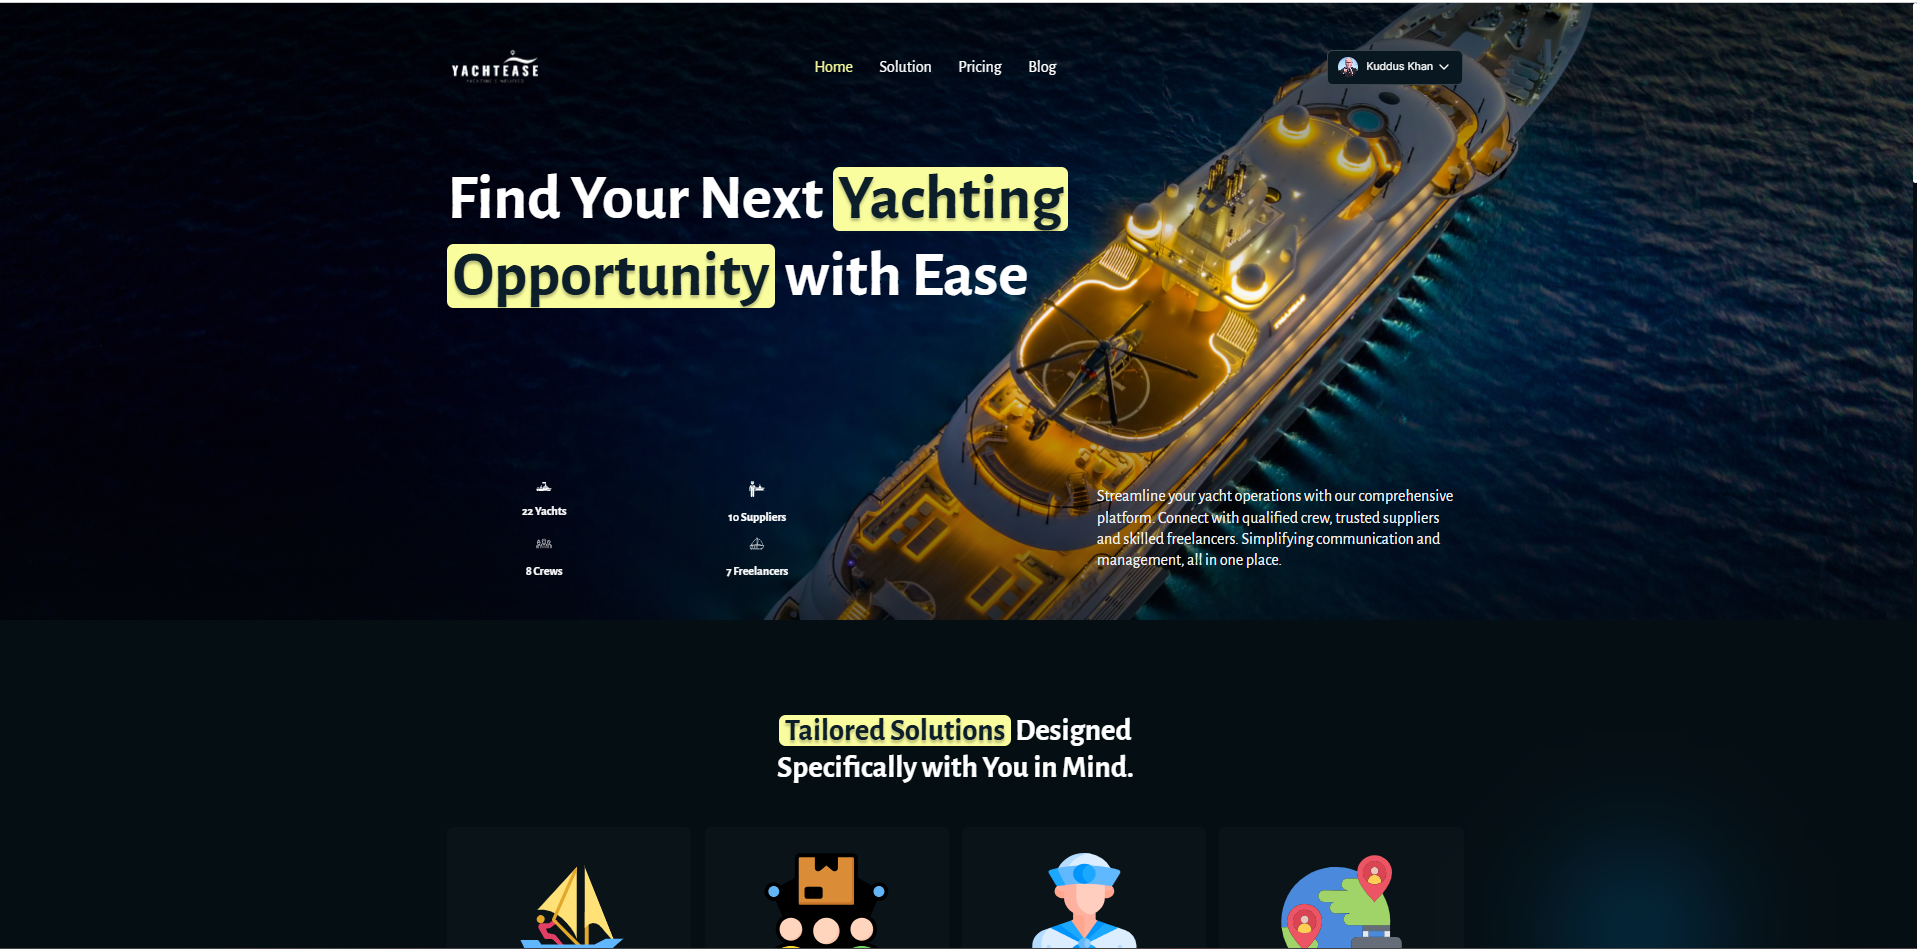 YACHTEASE
Home
Solution
Pricing
Blog
Kuddus Khan
Find Your Next Yachting
Opportunity with Ease
22 Yachts
10 Suppliers
8 Crews
7 Freelancers
Streamline your yacht operations with our comprehensive
platform. Connect with qualified crew, trusted suppliers
and skilled freelancers. Simplifying communication and
management, all in one place.
Tailored Solutions Designed
Specifically with You in Mind.